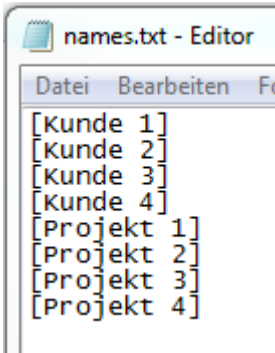 names.txt - Editor
Datei Bearbeiten
[Kunde 1]
[Kunde 2]
[Kunde 3]
[Kunde 4]
[Projekt 1]
[Projekt 2]
[Projekt 3]
[Projekt 4]